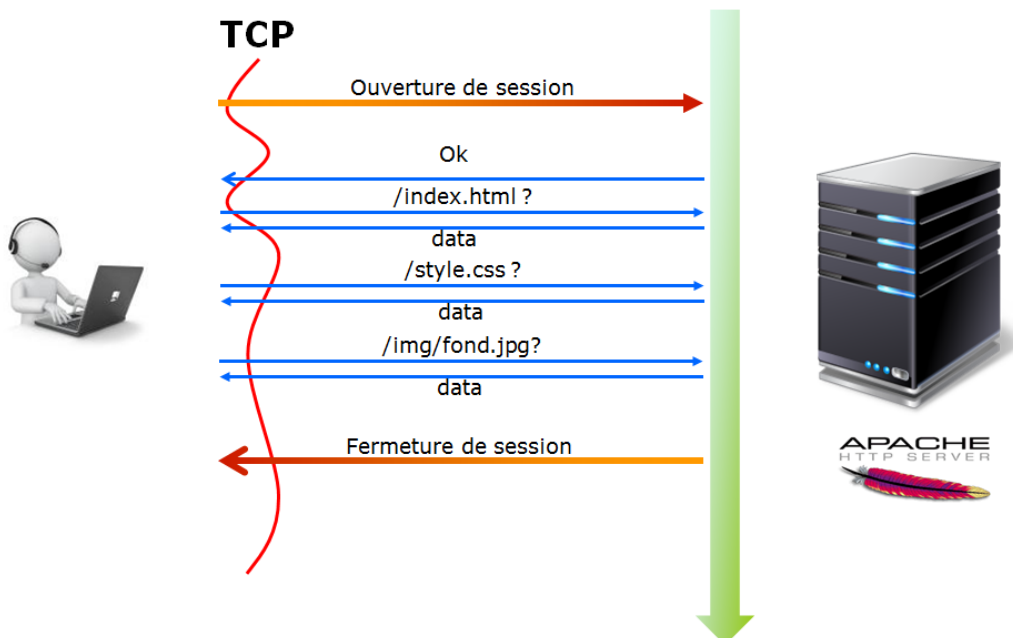 TCP
Ouverture de session
Ok
/index.html ?
data
/style.css ?
data
/img/fond.jpg?
data
Fermeture de session
APACHE
HTTP SERVER